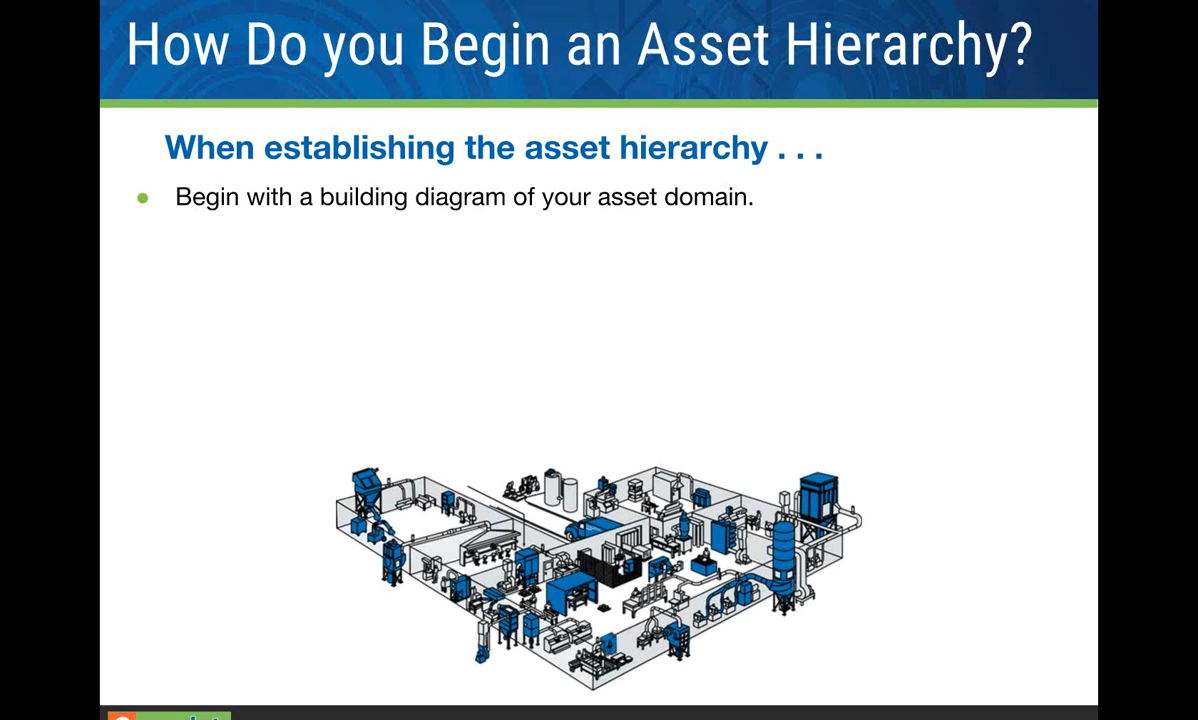 How Do you Begin an Asset Hierarchy?
When establishing the asset hierarchy . . .
Begin with a building diagram of your asset domain.